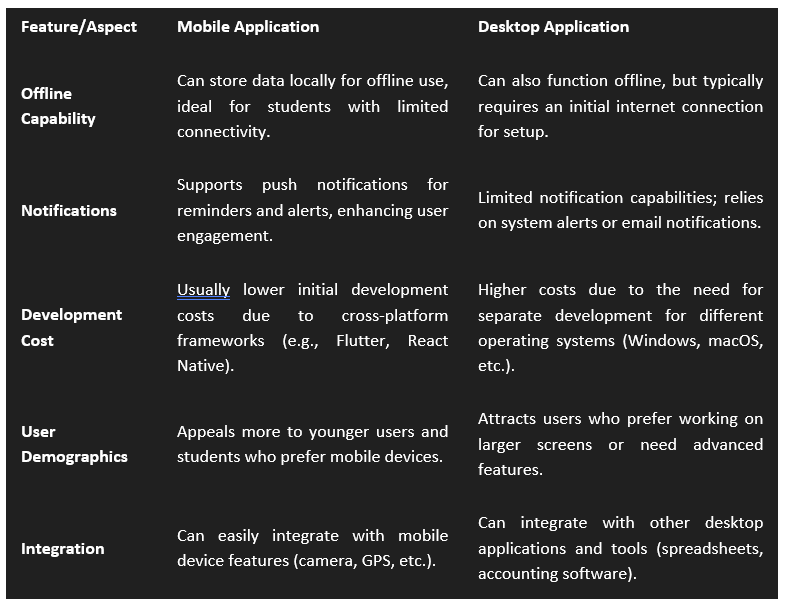 Feature/Aspect Mobile Application Desktop Application
Offline
Capability
Can store data locally for offline use,
ideal for students with limited
connectivity.
Can also function offline, but typically
requires an initial internet connection
for setup.
Notifications
Supports push notifications for
reminders and alerts, enhancing user
engagement.
Limited notification capabilities; relies
on system alerts or email notifications.
Development
Cost
Usually lower initial development
costs due to cross-platform
frameworks (e.g., Flutter, React
Native).
Higher costs due to the need for
separate development for different
operating systems (Windows, macOS,
etc.).
User
Demographics
Appeals more to younger users and
students who prefer mobile devices.
Attracts users who prefer working on
larger screens or need advanced
features.
Integration
Can easily integrate with mobile
device features (camera, GPS, etc.).
Can integrate with other desktop
applications and tools (spreadsheets,
accounting software).